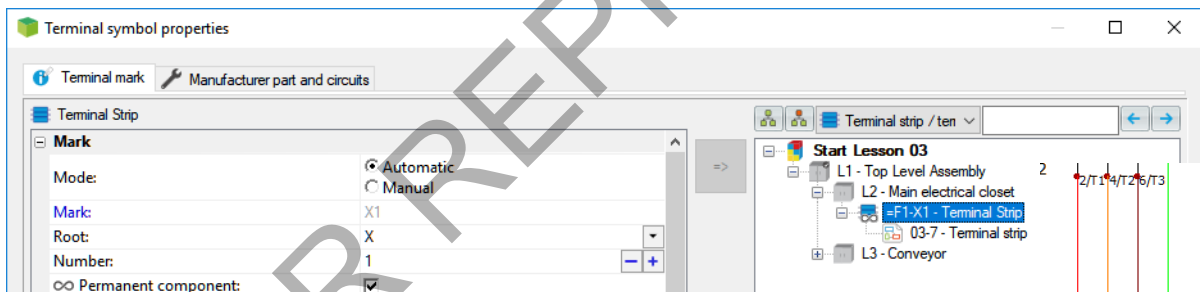 Terminal symbol properties
Terminal mark Manufacturer part and circuits
Terminal Strip
Mark
Mode: Automatic
Manual
Mark: X1
Root: X
Number: 1
Permanent component:
=>
Terminal strip / ten
Start Lesson 03
L1 - Top Level Assembly
L2 - Main electrical closet
=F1-X1 - Terminal Strip
03-7 - Terminal strip
L3 - Conveyor
2
2/T1 4/T2 6/T3
R REP